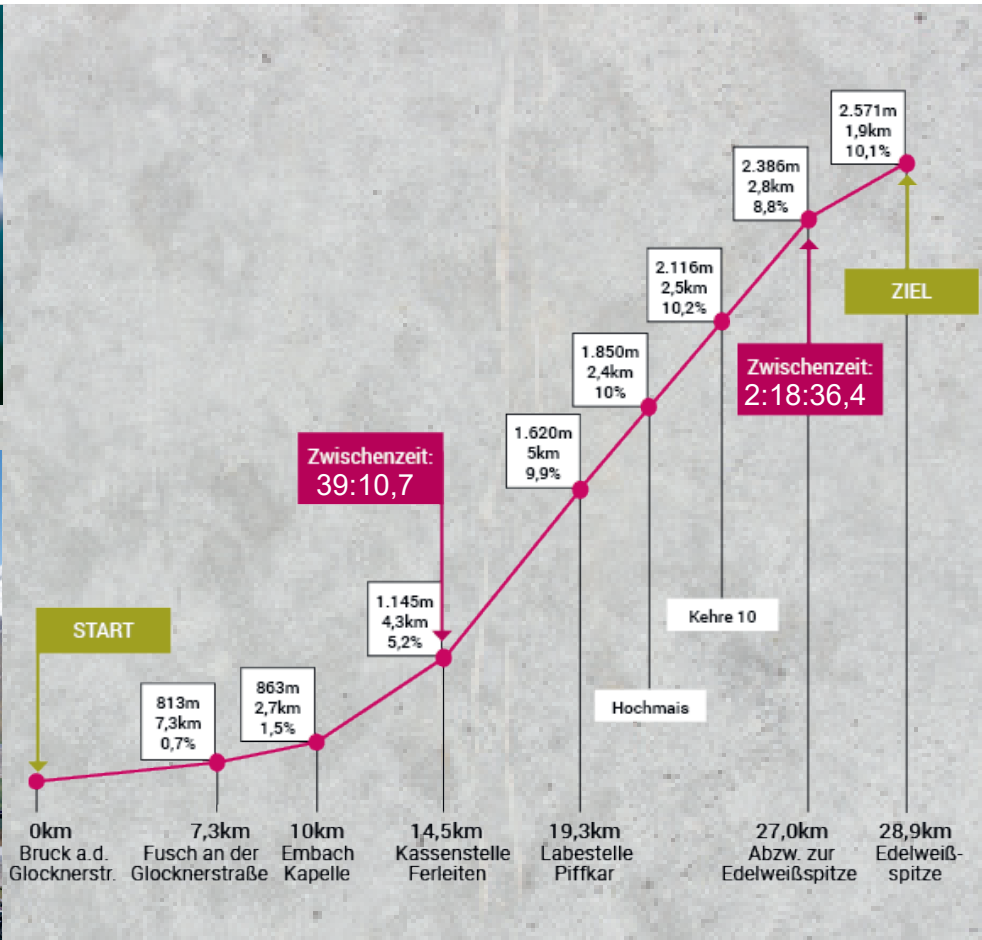 2.571m
1,9km
10,1%
2.386m
2,8km
8,8%
2.116m
2,5km
10,2%
ZIEL
1.850m
2,4km
10%
Zwischenzeit:
2:18:36,4
1.620m
5km
9,9%
Zwischenzeit:
39:10,7
1.145m
4,3km
5,2%
Kehre 10
START
863m
2,7km
1,5%
813m
7,3km
0,7%
Hochmais
0km
Bruck a.d.
Glocknerstr.
7,3km
Fusch an der
Glocknerstraße
10km
Embach
Kapelle
14,5km
Kassenstelle
Ferleiten
19,3km
Labestelle
Piffkar
27,0km
Abzw. zur
Edelweißspitze
28,9km
Edelweiß-
spitze